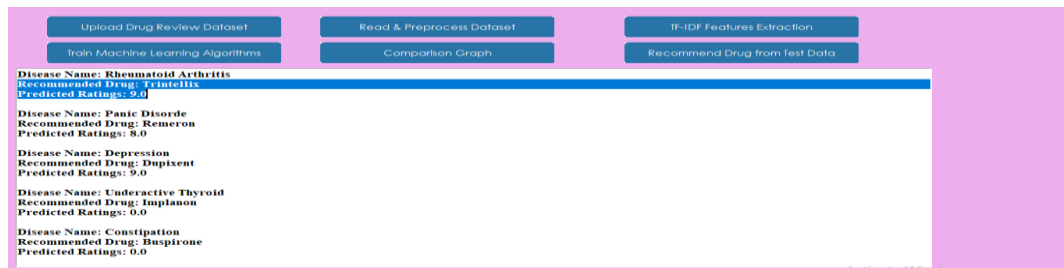 Upload Drug Review Dataset
Read & Preprocess Dataset
TF-IDF Features Extraction
Train Machine Learning Algorithms
Comparison Graph
Recommend Drug from Test Data
Disease Name: Rheumatoid Arthritis
Recommended Drug: Trintellix
Predicted Ratings: 9.0
Disease Name: Panic Disorde
Recommended Drug: Remeron
Predicted Ratings: 8.0
Disease Name: Depression
Recommended Drug: Dupixent
Predicted Ratings: 9.0
Disease Name: Underactive Thyroid
Recommended Drug: Implanon
Predicted Ratings: 0.0
Disease Name: Constipation
Recommended Drug: Buspirone
Predicted Ratings: 0.0